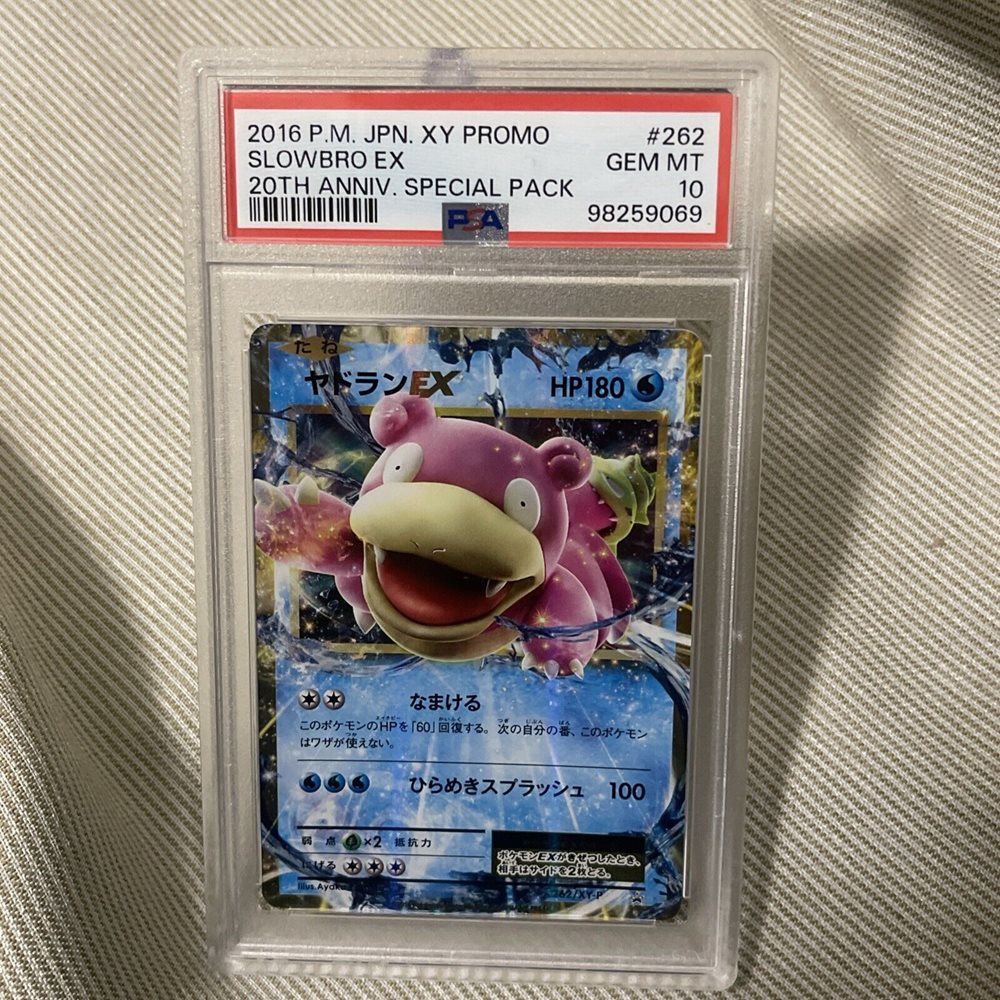 2016 P.M. JPN. XY PROMO #262
SLOWBRO EX GEM MT
20TH ANNIV. SPECIAL PACK 10
PSA 98259069
たね
ヤドランEX HP180
なまける
このポケモンのHPを「60」回復する。次の自分の番、このポケモン
はワザが使えない。
ひらめきスプラッシュ 100
弱点 ×2 抵抗力
にげる
ポケモンEXがきぜつしたとき、
相手はサイドを2枚とる。
Illus.Ayaka
262/XY-P